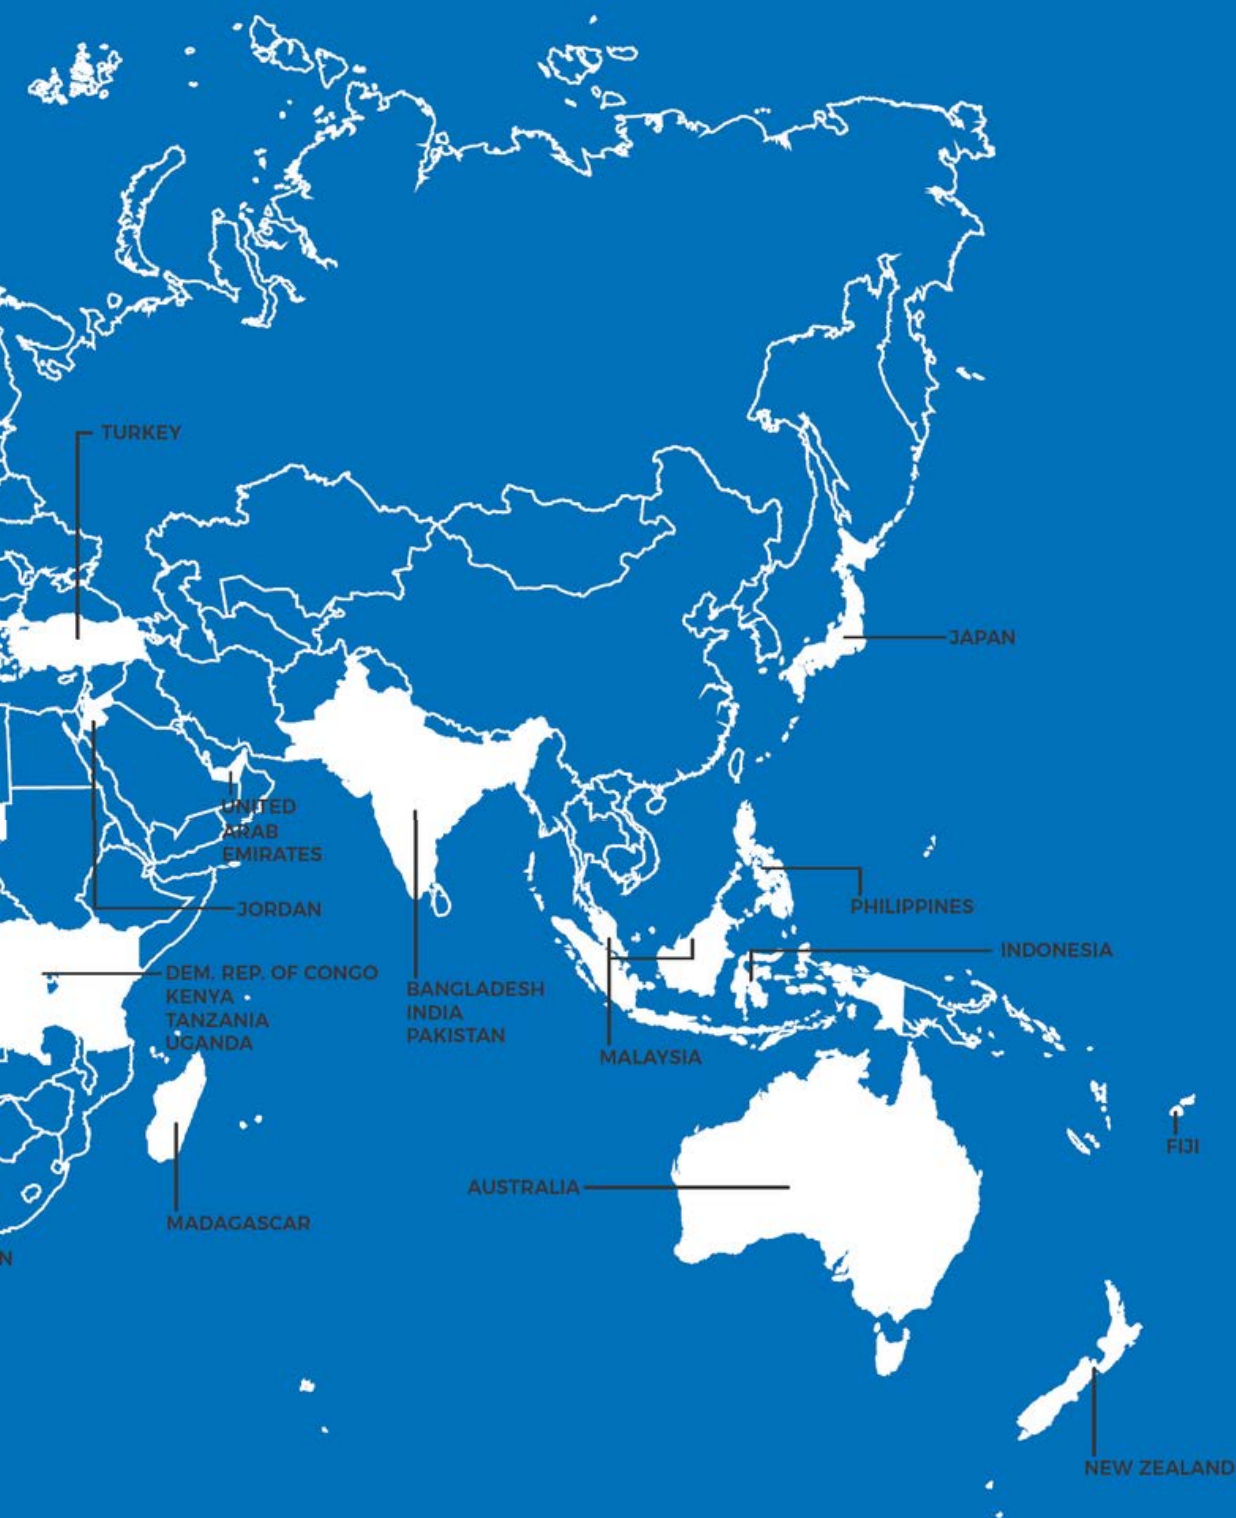 TURKEY
JAPAN
UNITED
ARAB
EMIRATES
JORDAN
PHILIPPINES
INDONESIA
DEM. REP. OF CONGO
KENYA
TANZANIA
UGANDA
BANGLADESH
INDIA
PAKISTAN
MALAYSIA
FIJI
AUSTRALIA
MADAGASCAR
N
NEW ZEALAND